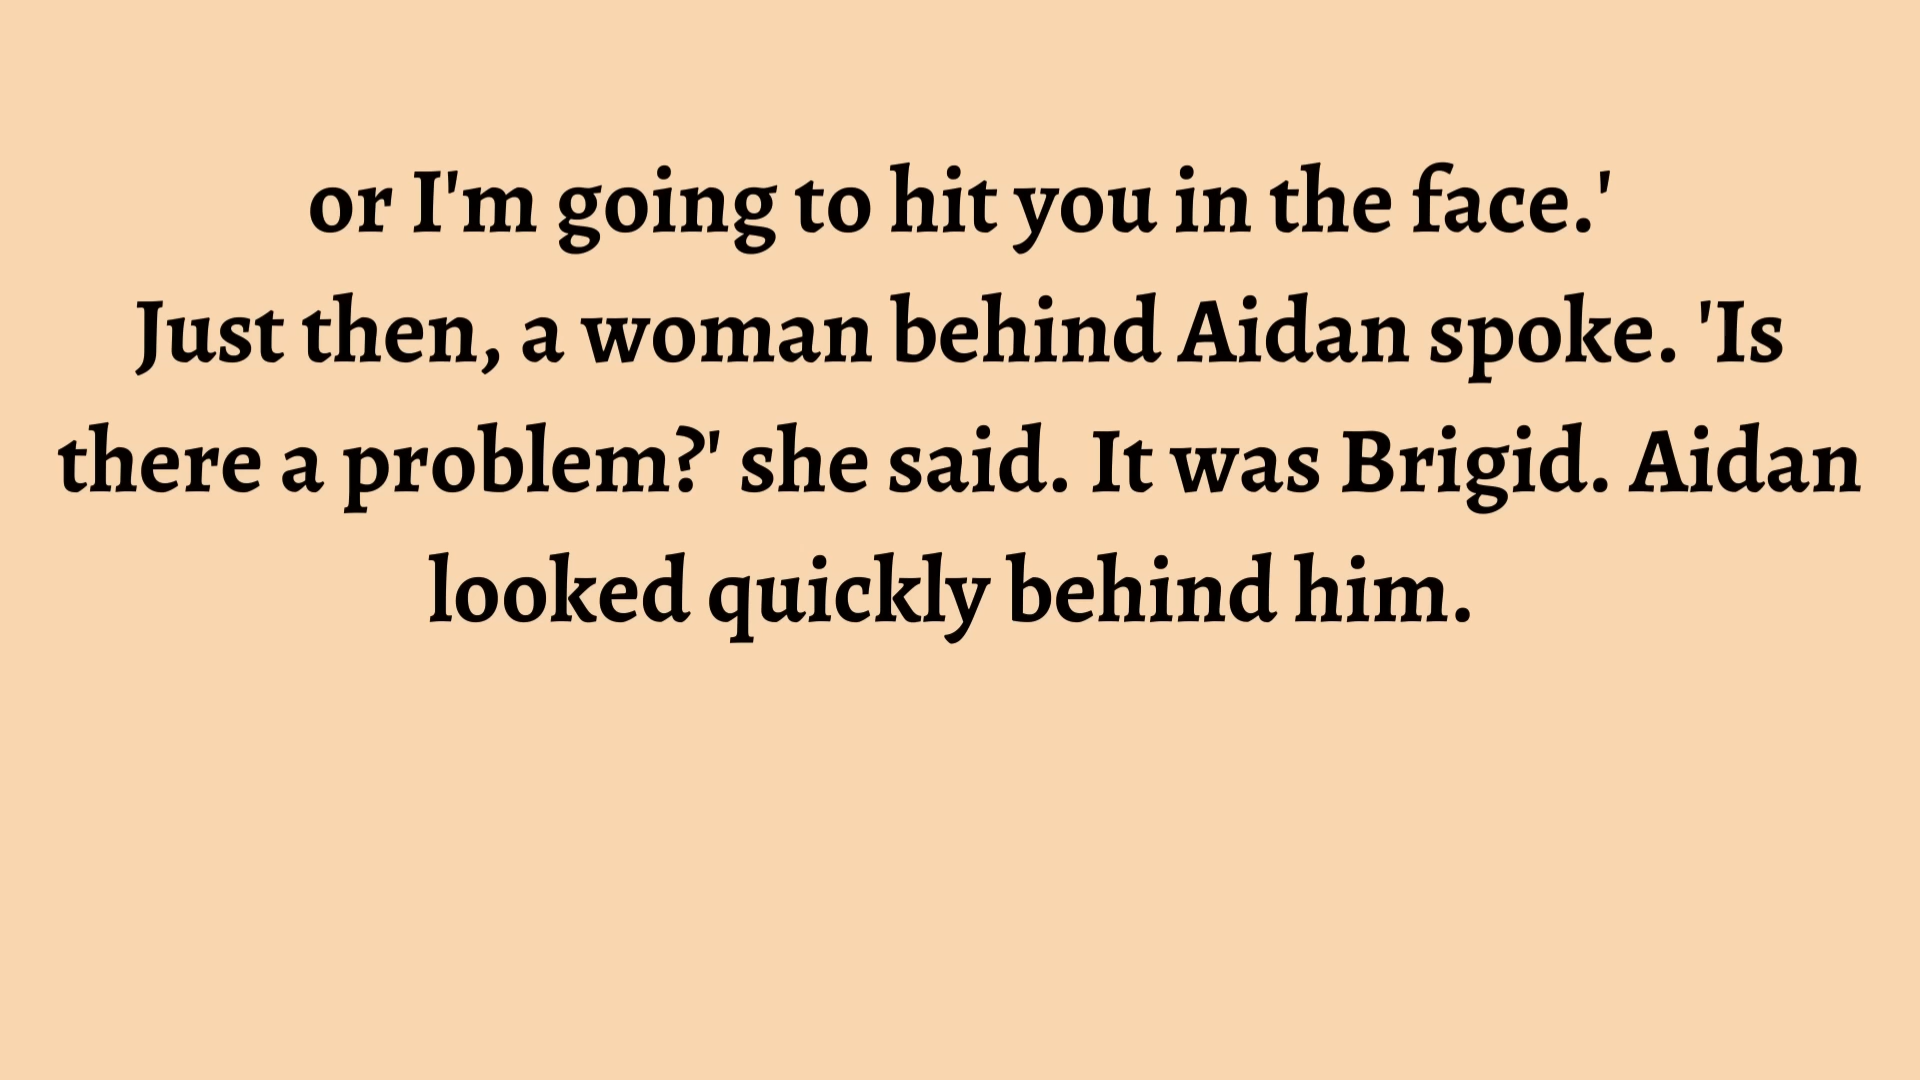 or I'm going to hit you in the face.'
Just then, a woman behind Aidan spoke. 'Is
there a problem?' she said. It was Brigid. Aidan
looked quickly behind him.